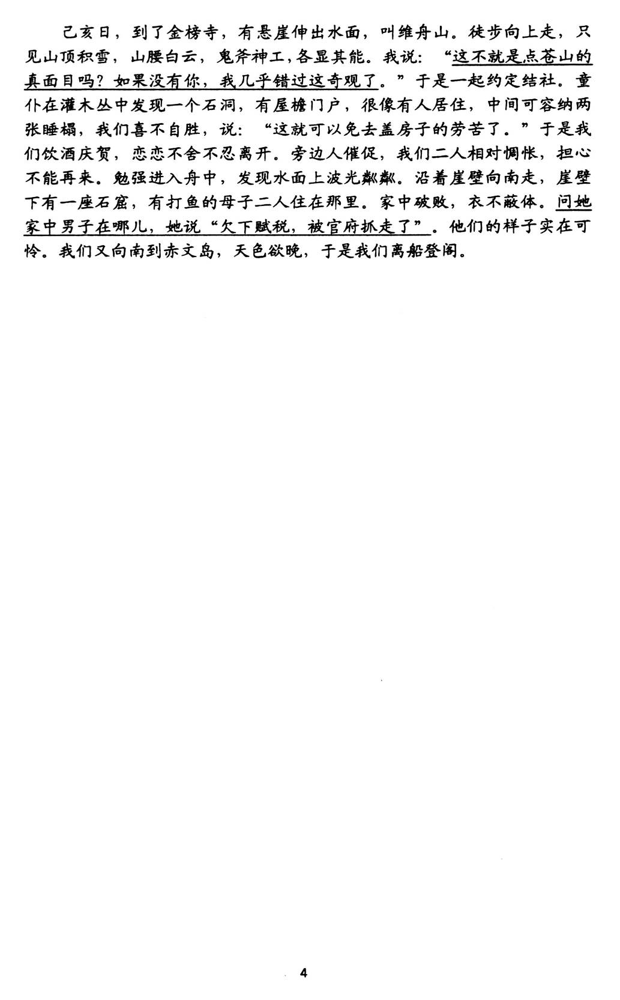 己亥日，到了金榜寺，有悬崖伸出水面，叫维舟山。徒步向上走，只
见山顶积雪，山腰白云，鬼斧神工，各显其能。我说：“这不就是点苍山的
真面目吗？如果没有你，我几乎错过这奇观了。”于是一起约定结社。童
仆在灌木丛中发现一个石洞，有屋檐门户，很像有人居住，中间可容纳两
张睡榻，我们喜不自胜，说：“这就可以免去盖房子的劳苦了。”于是我
们饮酒庆贺，恋恋不舍不忍离开。旁边人催促，我们二人相对惆怅，担心
不能再来。勉强进入舟中，发现水面上波光粼粼。沿着崖壁向南走，崖壁
下有一座石窟，有打鱼的母子二人住在那里。家中破败，衣不蔽体。问她
家中男子在哪儿，她说“欠下赋税，被官府抓走了”。他们的样子实在可
怜。我们又向南到赤文岛，天色欲晚，于是我们离船登阁。
4